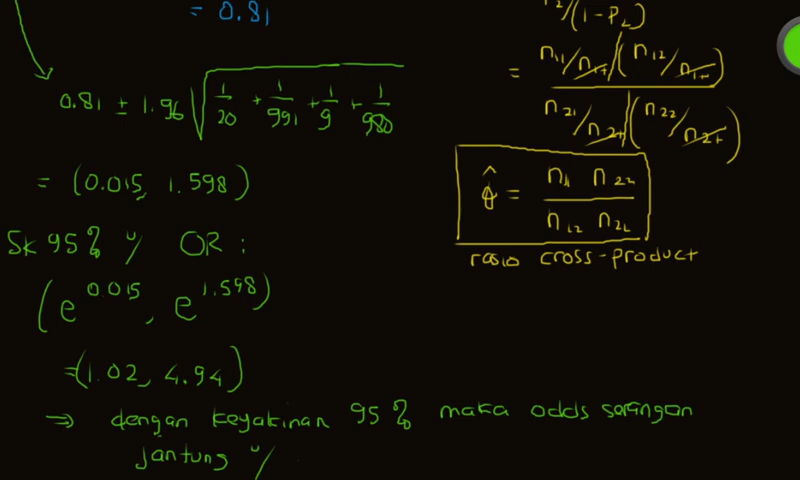 = 0.81
0.81 ± 1.96 √(1/20 + 1/991 + 1/9 + 1/980)
= (0.015, 1.598)
SK 95% u/ OR :
(e^0.015, e^1.598)
=(1.02, 4.94)
⇒ dengan keyakinan 95% maka odds serangan
jantung u/
/(1-P2)
= n11/n1+ / (n12/n1+)
n21/n2+ / (n22/n2+)
θ̂ = n11 n22 / n12 n21
rasio cross-product